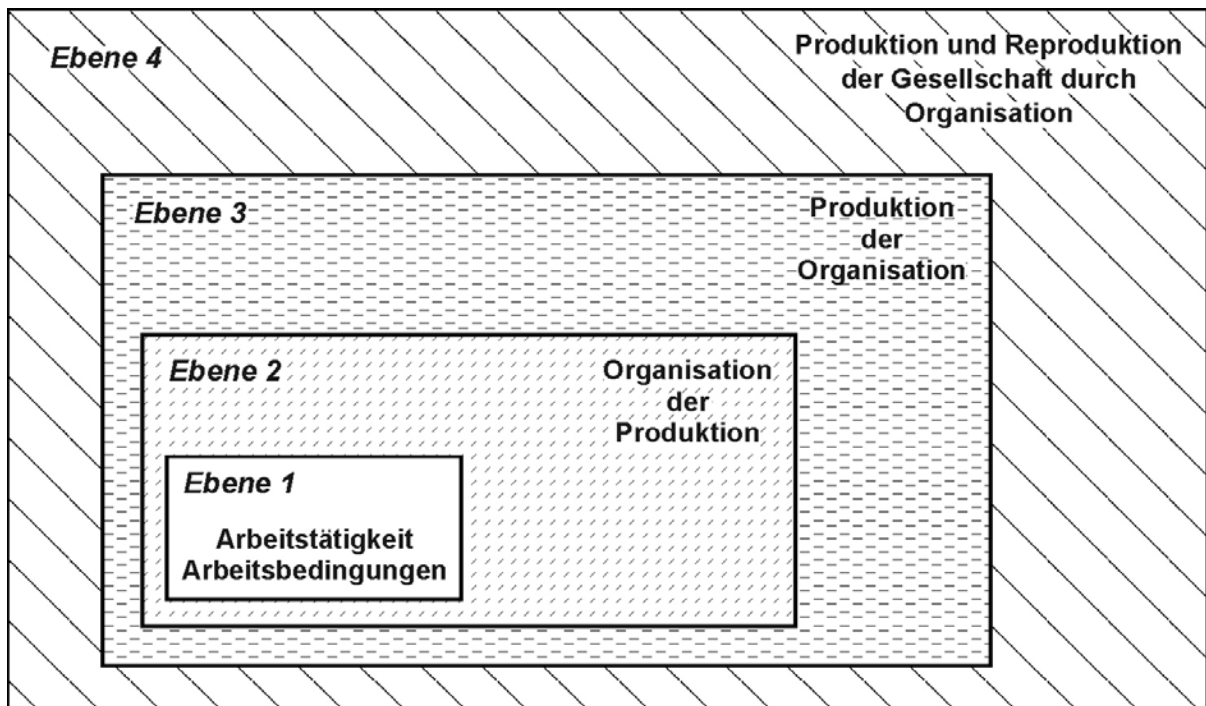 Ebene 4
Produktion und Reproduktion
der Gesellschaft durch
Organisation
Ebene 3
Produktion
der
Organisation
Ebene 2
Organisation
der
Produktion
Ebene 1
Arbeitstätigkeit
Arbeitsbedingungen